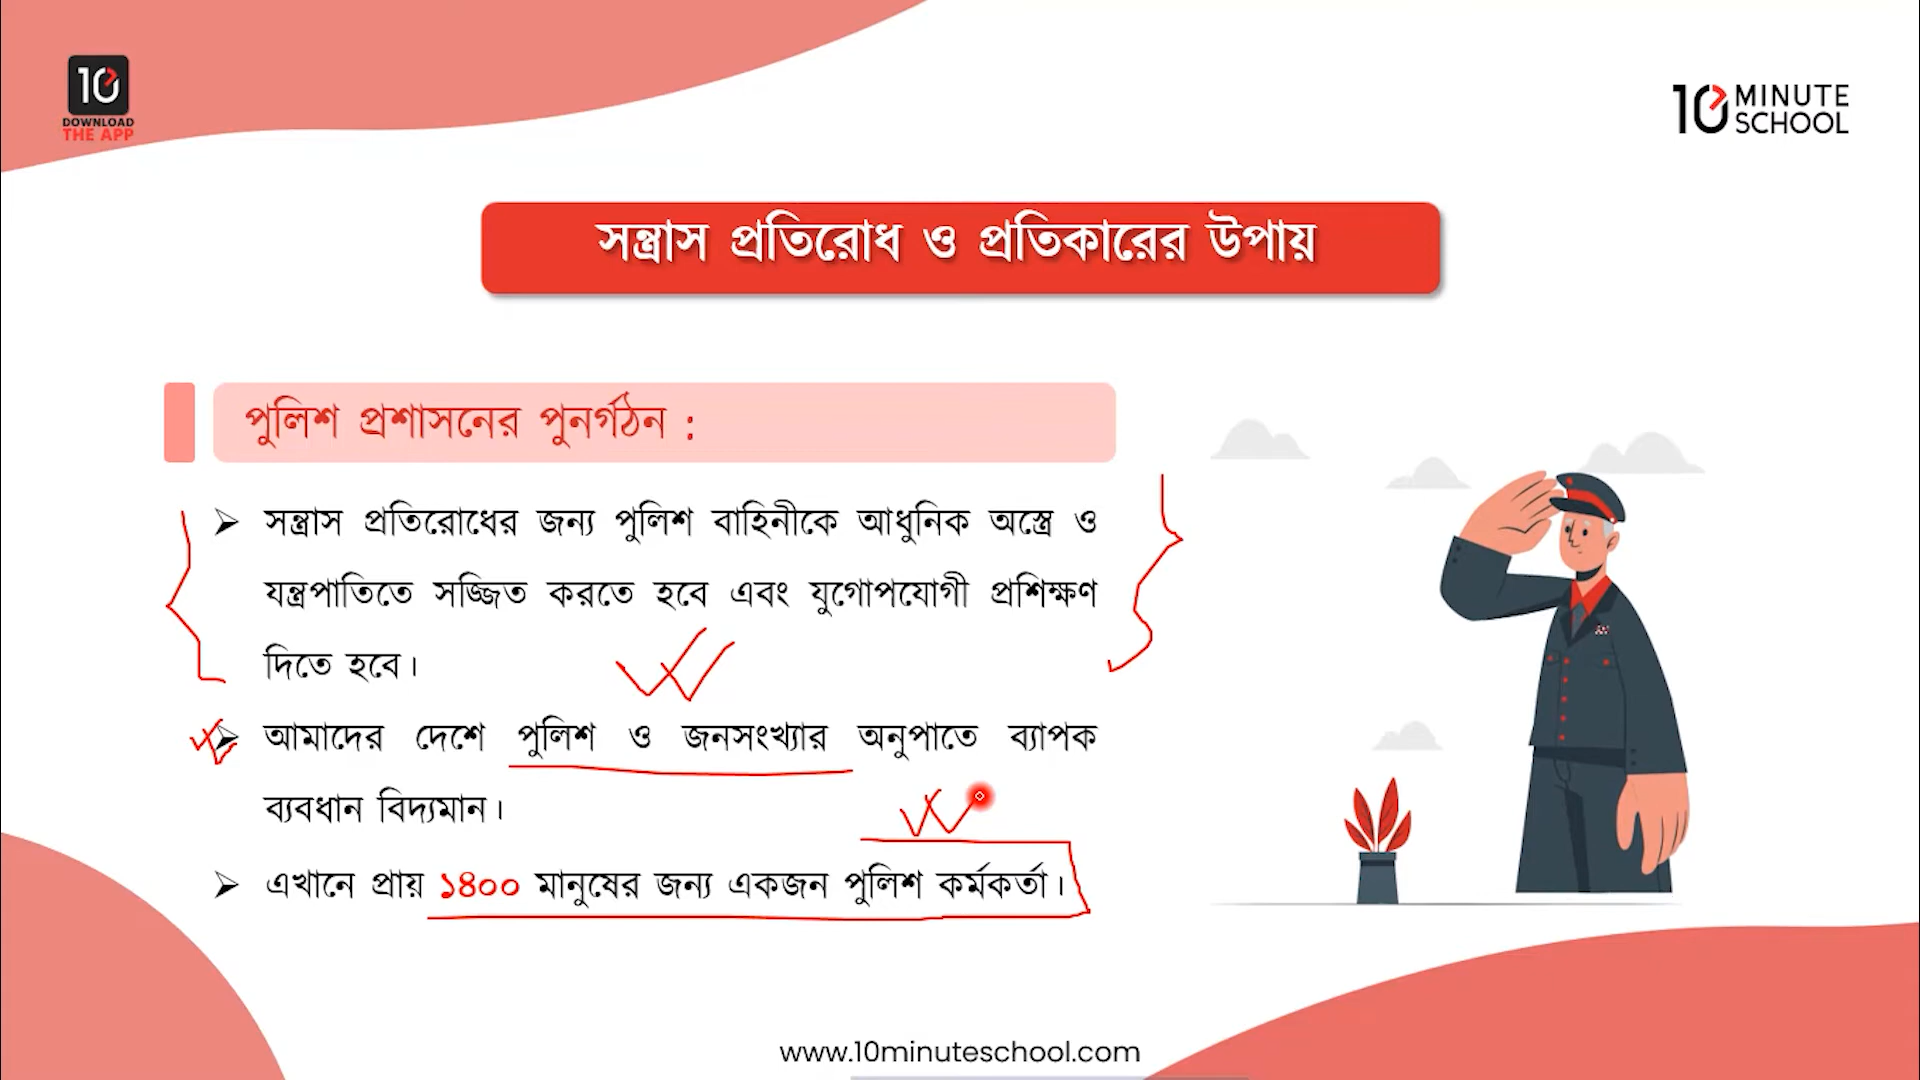 10
DOWNLOAD
THE APP
10 MINUTE
SCHOOL
সন্ত্রাস প্রতিরোধ ও প্রতিকারের উপায়
পুলিশ প্রশাসনের পুনর্গঠন :
➢ সন্ত্রাস প্রতিরোধের জন্য পুলিশ বাহিনীকে আধুনিক অস্ত্রে ও
যন্ত্রপাতিতে সজ্জিত করতে হবে এবং যুগোপযোগী প্রশিক্ষণ
দিতে হবে।
➢ আমাদের দেশে পুলিশ ও জনসংখ্যার অনুপাতে ব্যাপক
ব্যবধান বিদ্যমান।
➢ এখানে প্রায় ১৪০০ মানুষের জন্য একজন পুলিশ কর্মকর্তা।
www.10minuteschool.com